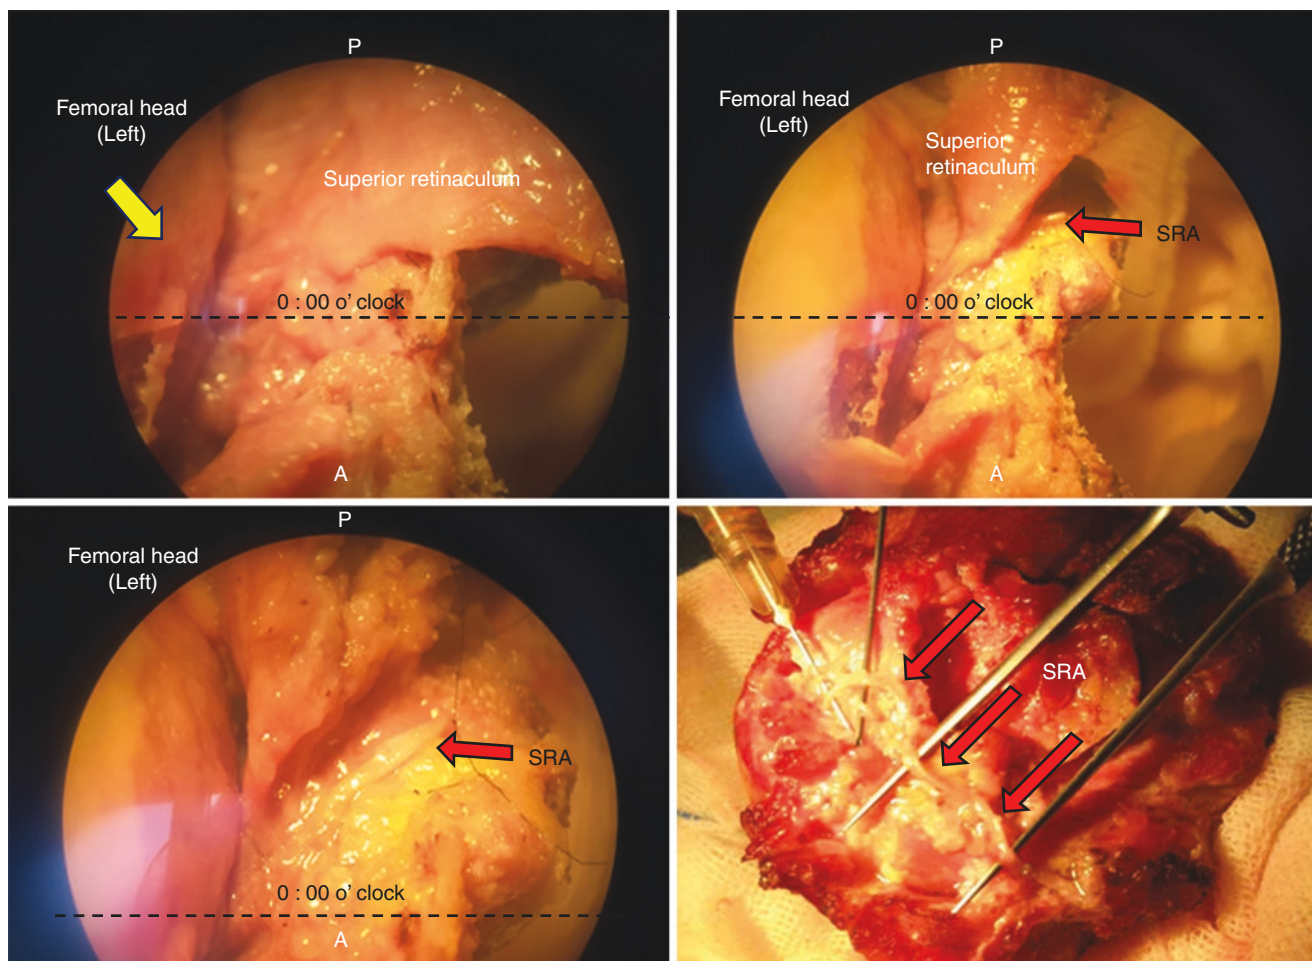 P
Femoral head
(Left)
Superior retinaculum
0 : 00 o’ clock
A
P
Femoral head
(Left)
Superior
retinaculum
SRA
0 : 00 o’ clock
A
P
Femoral head
(Left)
SRA
0 : 00 o’ clock
A
SRA